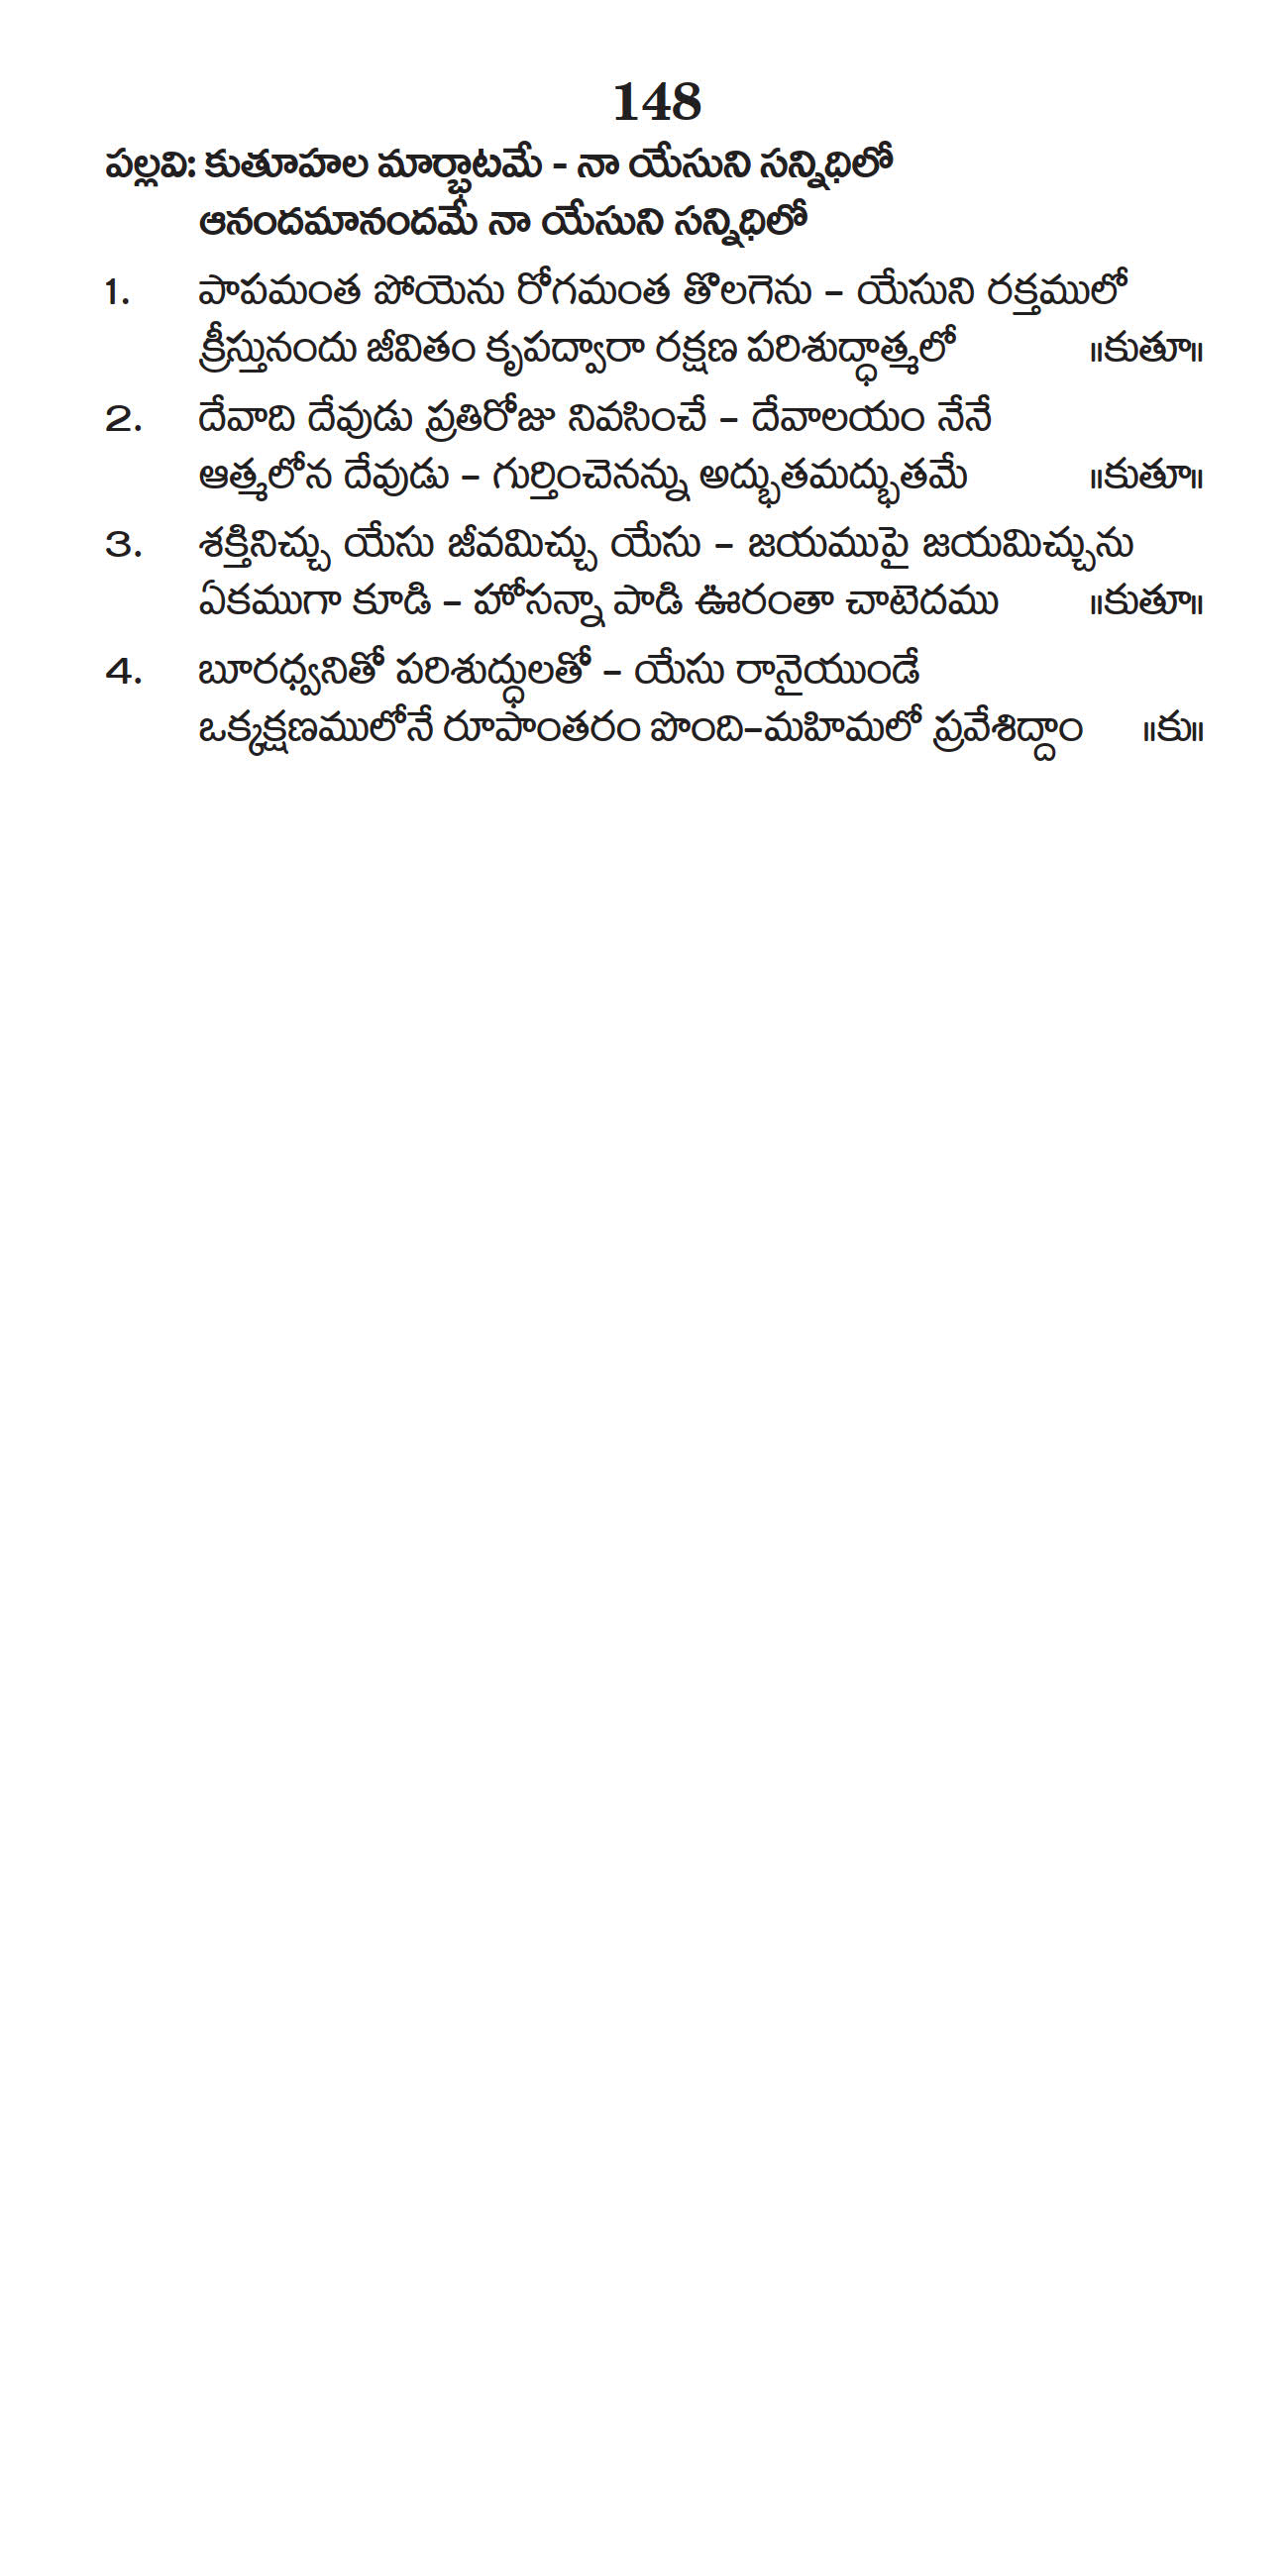 148
పల్లవి: కుతూహల మార్భాటమే - నా యేసుని సన్నిధిలో
ఆనందమానందమే నా యేసుని సన్నిధిలో
1. పాపమంత పోయెను రోగమంత తొలగెను – యేసుని రక్తములో
క్రీస్తునందు జీవితం కృపద్వారా రక్షణ పరిశుద్ధాత్మలో ॥కుతూ॥
2. దేవాది దేవుడు ప్రతిరోజు నివసించే – దేవాలయం నేనే
ఆత్మలోన దేవుడు – గుర్తించెనన్ను అద్భుతమద్భుతమే ॥కుతూ॥
3. శక్తినిచ్చు యేసు జీవమిచ్చు యేసు – జయముపై జయమిచ్చును
ఏకముగా కూడి – హోసన్నా పాడి ఊరంతా చాటెదము ॥కుతూ॥
4. బూరధ్వనితో పరిశుద్ధులతో – యేసు రానైయుండే
ఒక్కక్షణములోనే రూపాంతరం పొంది–మహిమలో ప్రవేశిద్దాం ॥కు॥